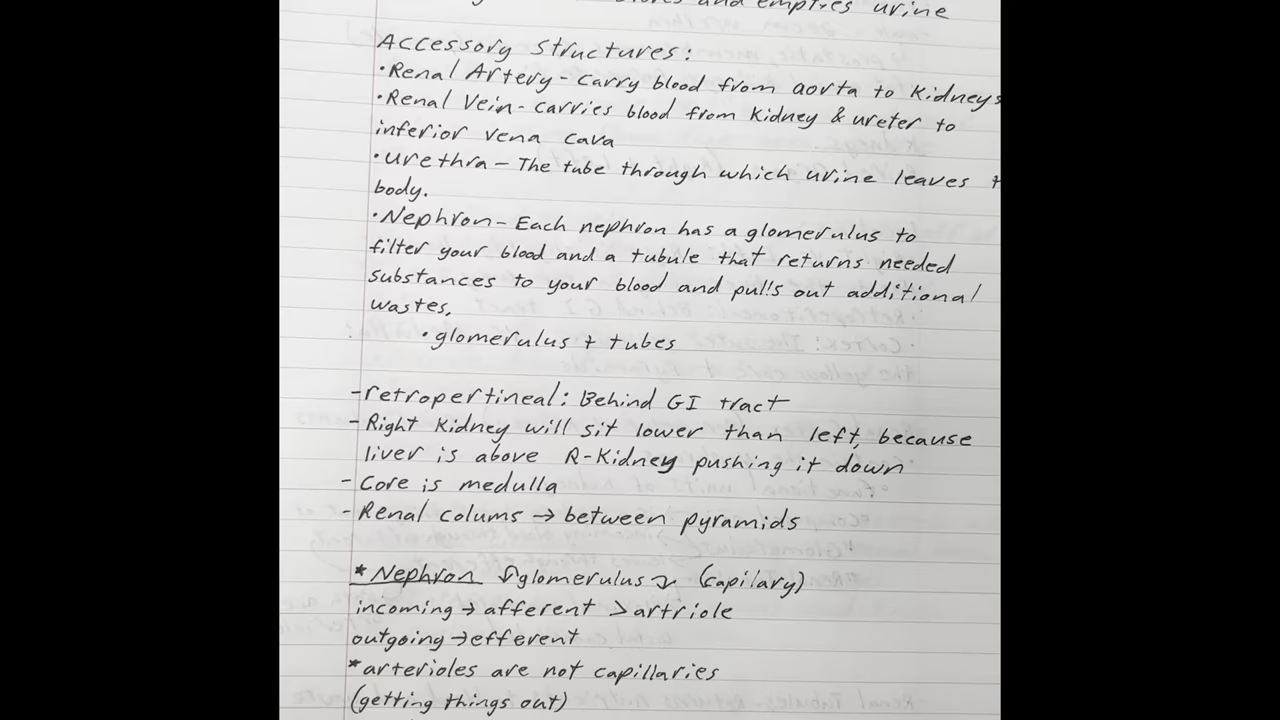 stores and empties urine
Accessory Structures:
• Renal Artery - Carry blood from aorta to Kidneys
• Renal Vein - carries blood from Kidney & ureter to
inferior vena cava
• urethra - The tube through which urine leaves t
body.
• Nephron - Each nephron has a glomerulus to
filter your blood and a tubule that returns needed
substances to your blood and pulls out additional
wastes.
• glomerulus + tubes
- retropertineal: Behind GI tract
- Right Kidney will sit lower than left, because
liver is above R-Kidney pushing it down
- Core is medulla
- Renal colums → between pyramids
* Nephron ↓glomerulus↘ (capilary)
incoming → afferent > artriole
outgoing → efferent
* arterioles are not capillaries
(getting things out)